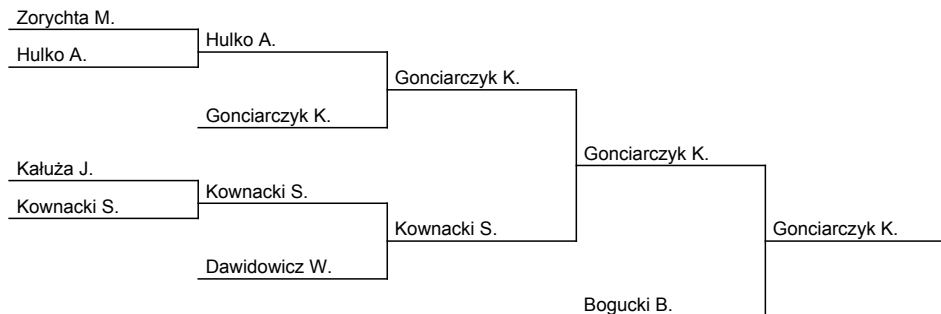 Zorychta M.
Hulko A.
Hulko A.
Gonciarczyk K.
Gonciarczyk K.
Gonciarczyk K.
Kałuża J.
Kownacki S.
Kownacki S.
Kownacki S.
Gonciarczyk K.
Dawidowicz W.
Bogucki B.